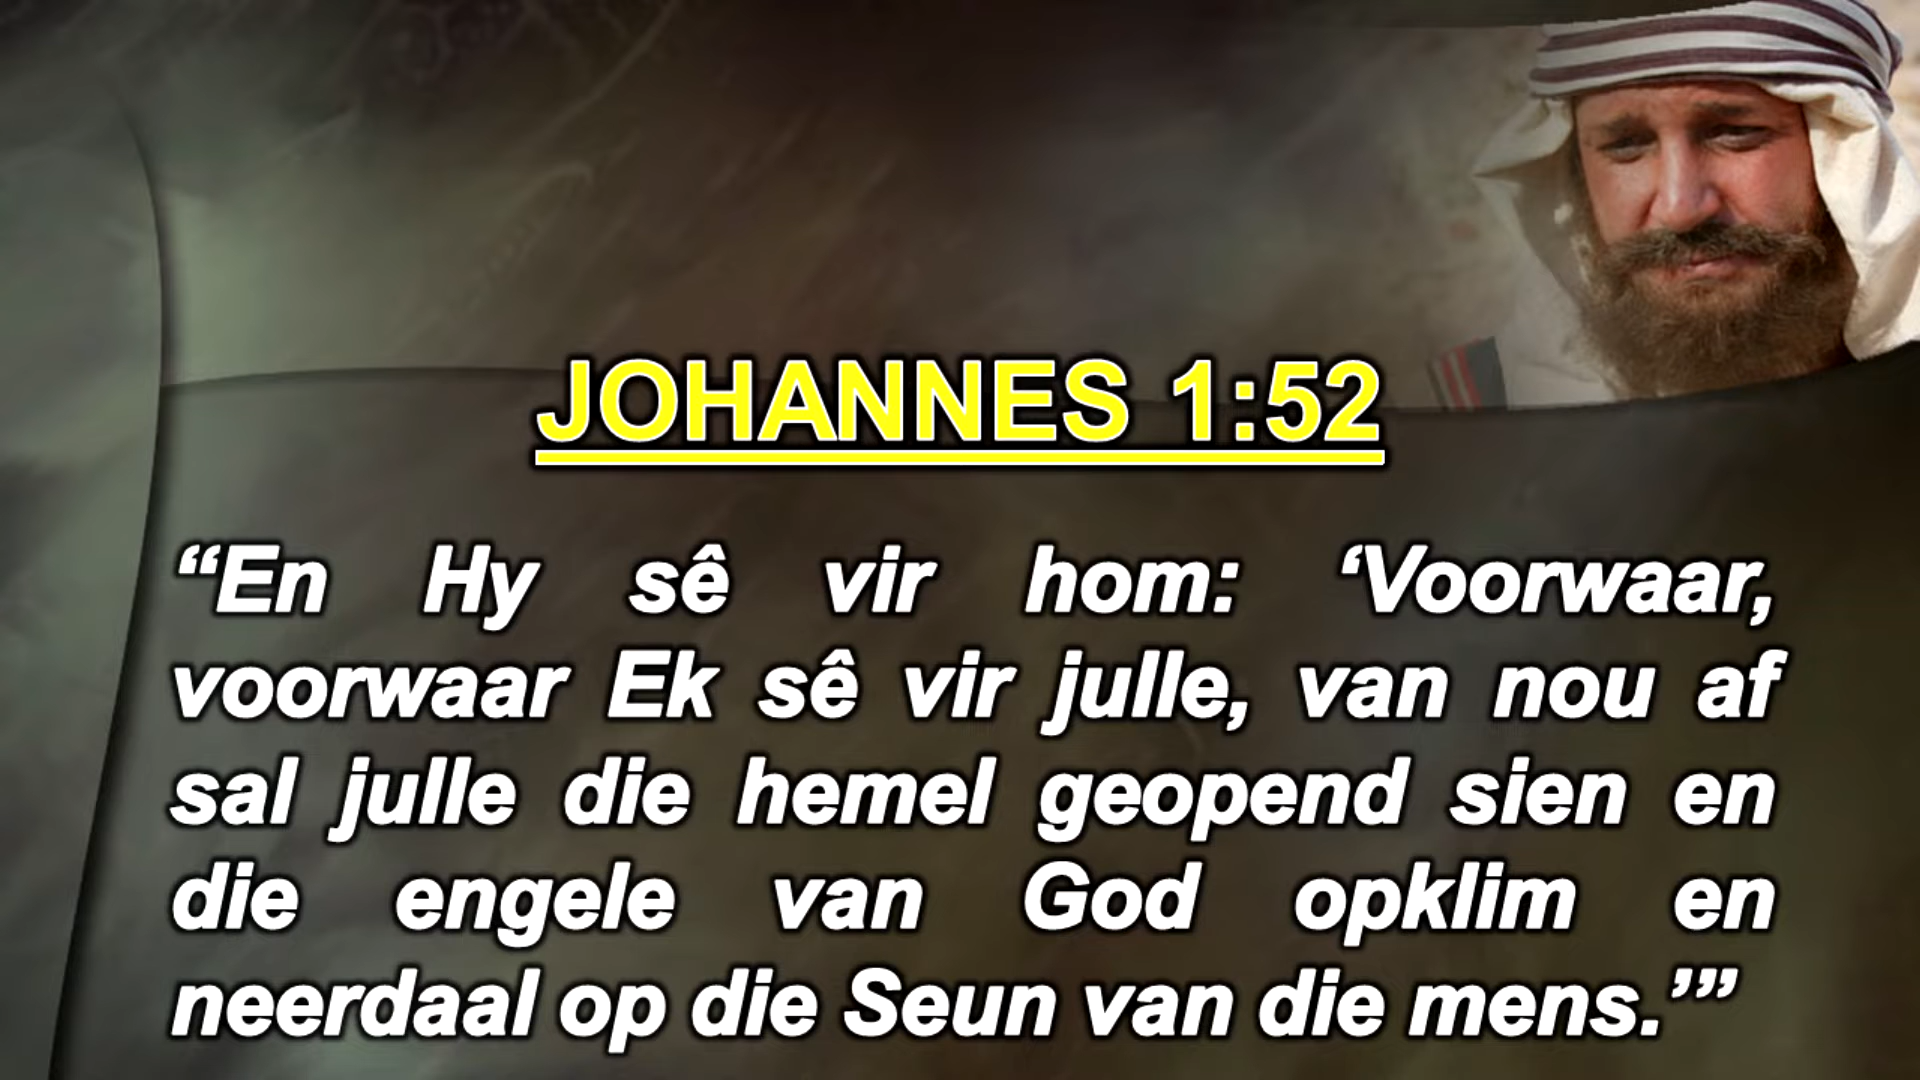 JOHANNES 1:52
“En Hy sê vir hom: ‘Voorwaar,
voorwaar Ek sê vir julle, van nou af
sal julle die hemel geopend sien en
die engele van God opklim en
neerdaal op die Seun van die mens.’”